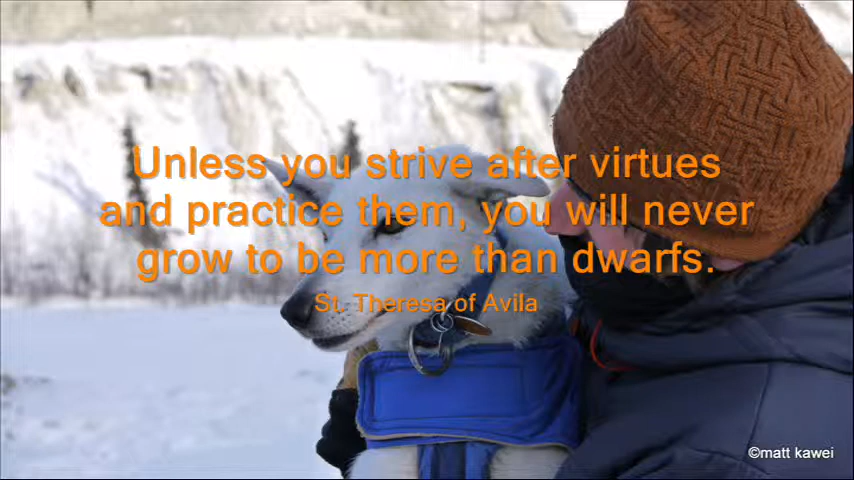 Unless you strive after virtues
and practice them, you will never
grow to be more than dwarfs.
St. Theresa of Avila
©matt kawei